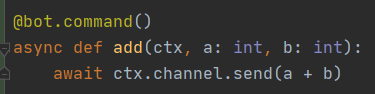 @bot.command()
async def add(ctx, a: int, b: int):
    await ctx.channel.send(a + b)